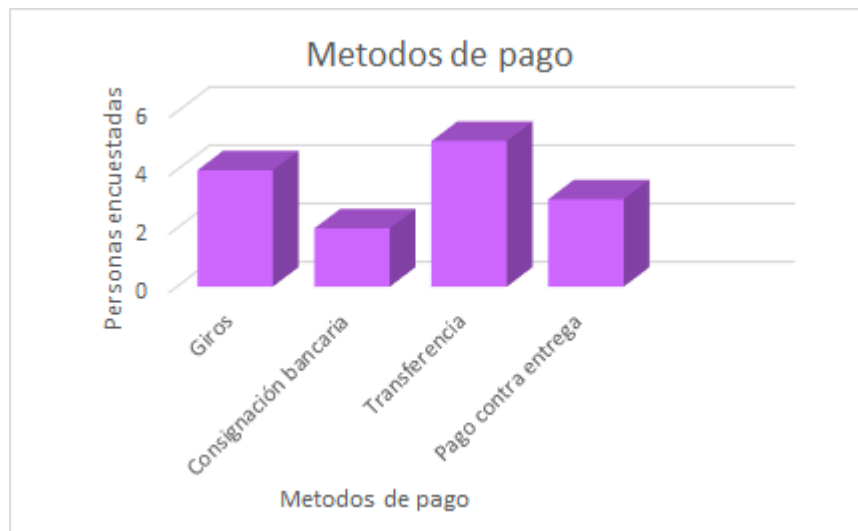 Metodos de pago
Personas encuestadas
6
4
2
0
Giros
Consignación bancaria
Transferencia
Pago contra entrega
Metodos de pago